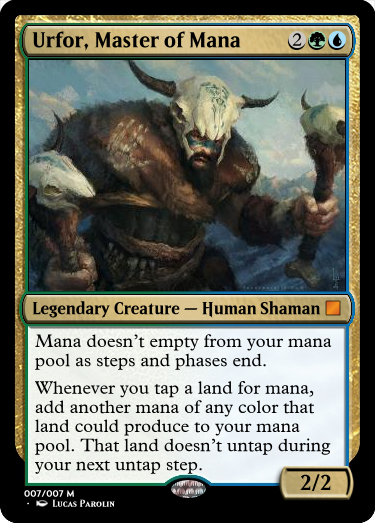 Urfor, Master of Mana 2
Legendary Creature — Human Shaman
Mana doesn't empty from your mana
pool as steps and phases end.
Whenever you tap a land for mana,
add another mana of any color that
land could produce to your mana
pool. That land doesn't untap during
your next untap step.
2/2
007/007 M
· Lucas Parolin